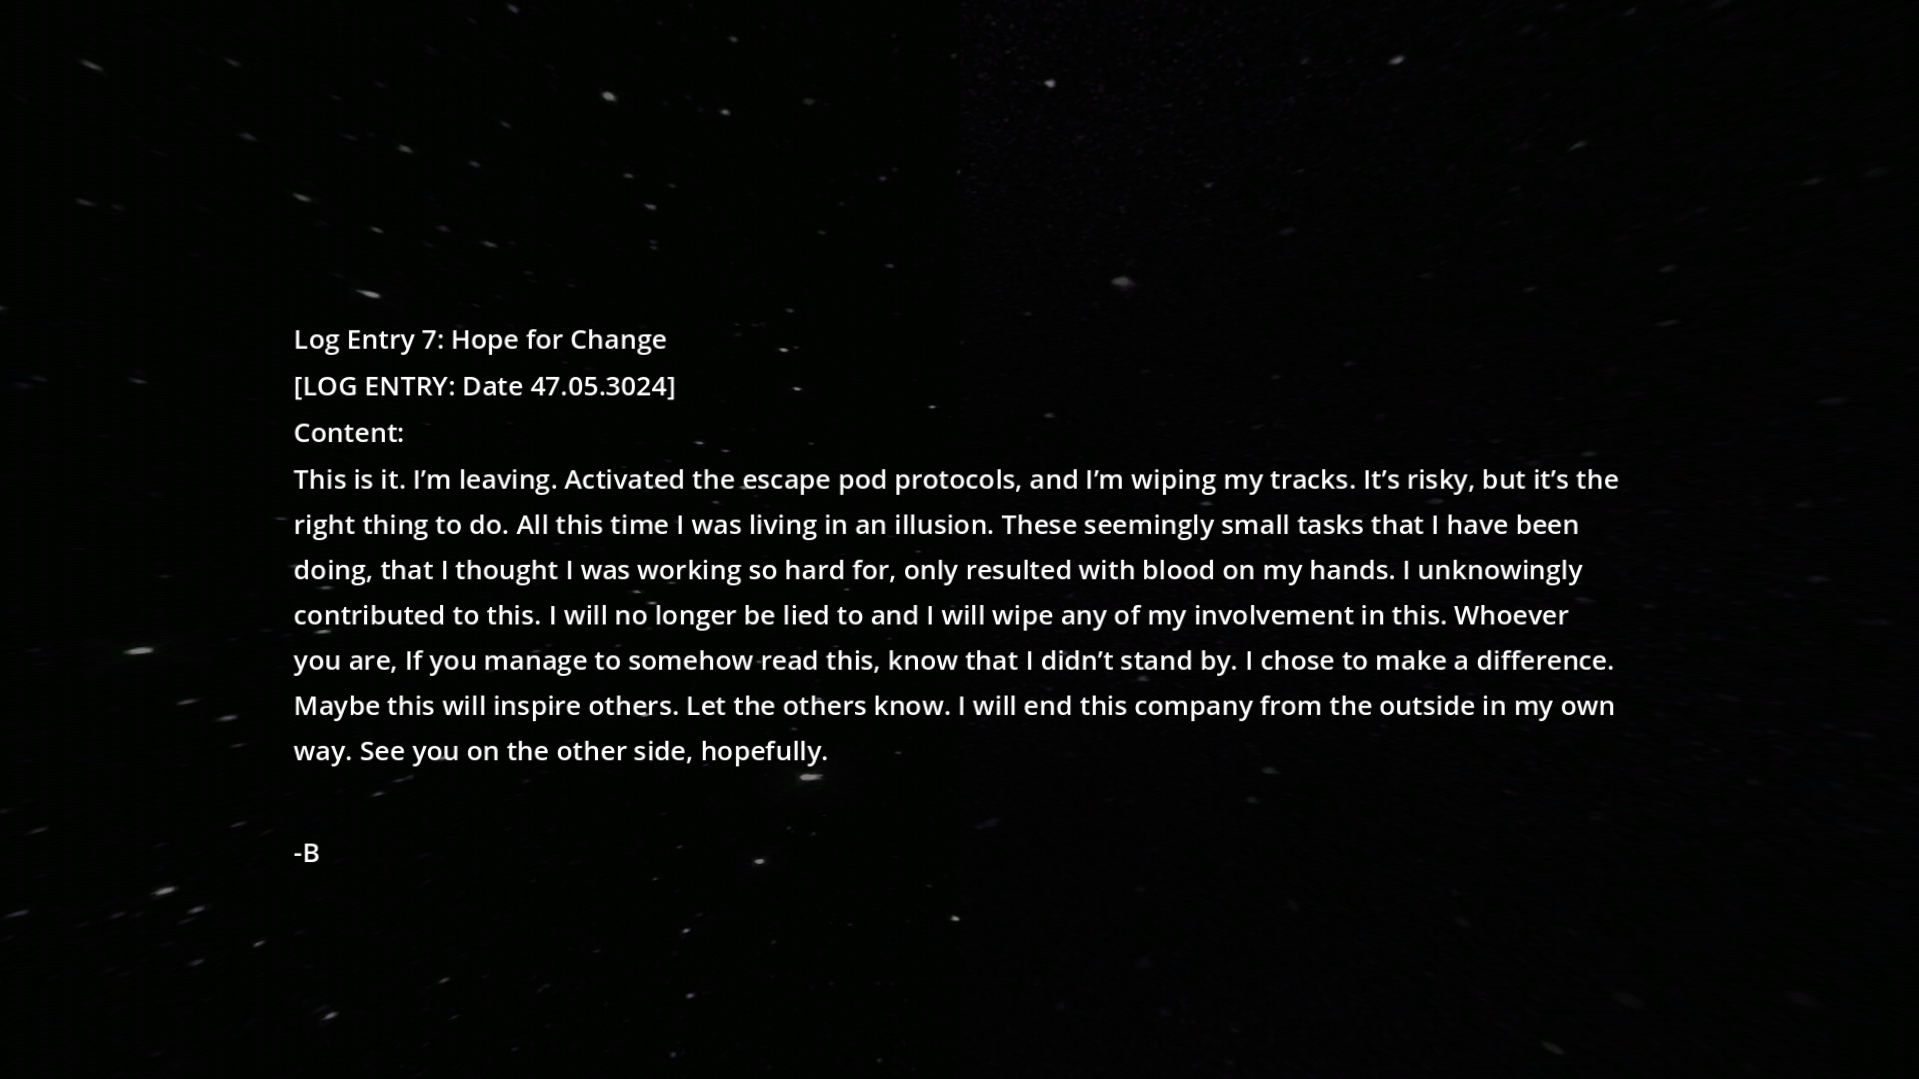 Log Entry 7: Hope for Change
[LOG ENTRY: Date 47.05.3024]
Content:
This is it. I’m leaving. Activated the escape pod protocols, and I’m wiping my tracks. It’s risky, but it’s the
right thing to do. All this time I was living in an illusion. These seemingly small tasks that I have been
doing, that I thought I was working so hard for, only resulted with blood on my hands. I unknowingly
contributed to this. I will no longer be lied to and I will wipe any of my involvement in this. Whoever
you are, If you manage to somehow read this, know that I didn’t stand by. I chose to make a difference.
Maybe this will inspire others. Let the others know. I will end this company from the outside in my own
way. See you on the other side, hopefully.
-B